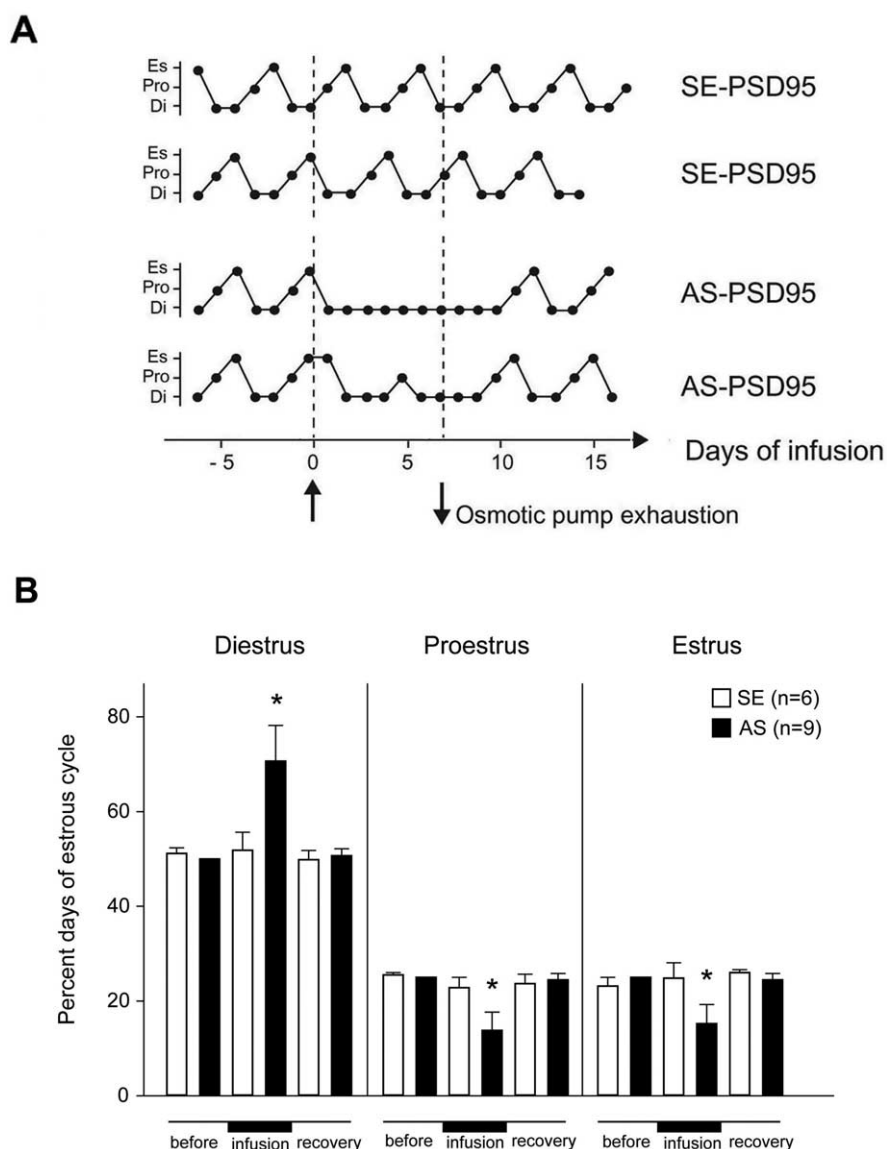 A
Es
Pro
Di
SE-PSD95
Es
Pro
Di
SE-PSD95
Es
Pro
Di
AS-PSD95
Es
Pro
Di
AS-PSD95
- 5 0 5 10 15 Days of infusion
Osmotic pump exhaustion
B
Diestrus Proestrus Estrus
SE (n=6)
AS (n=9)
* * *
Percent days of estrous cycle
80
60
40
20
0
before infusion recovery before infusion recovery before infusion recovery